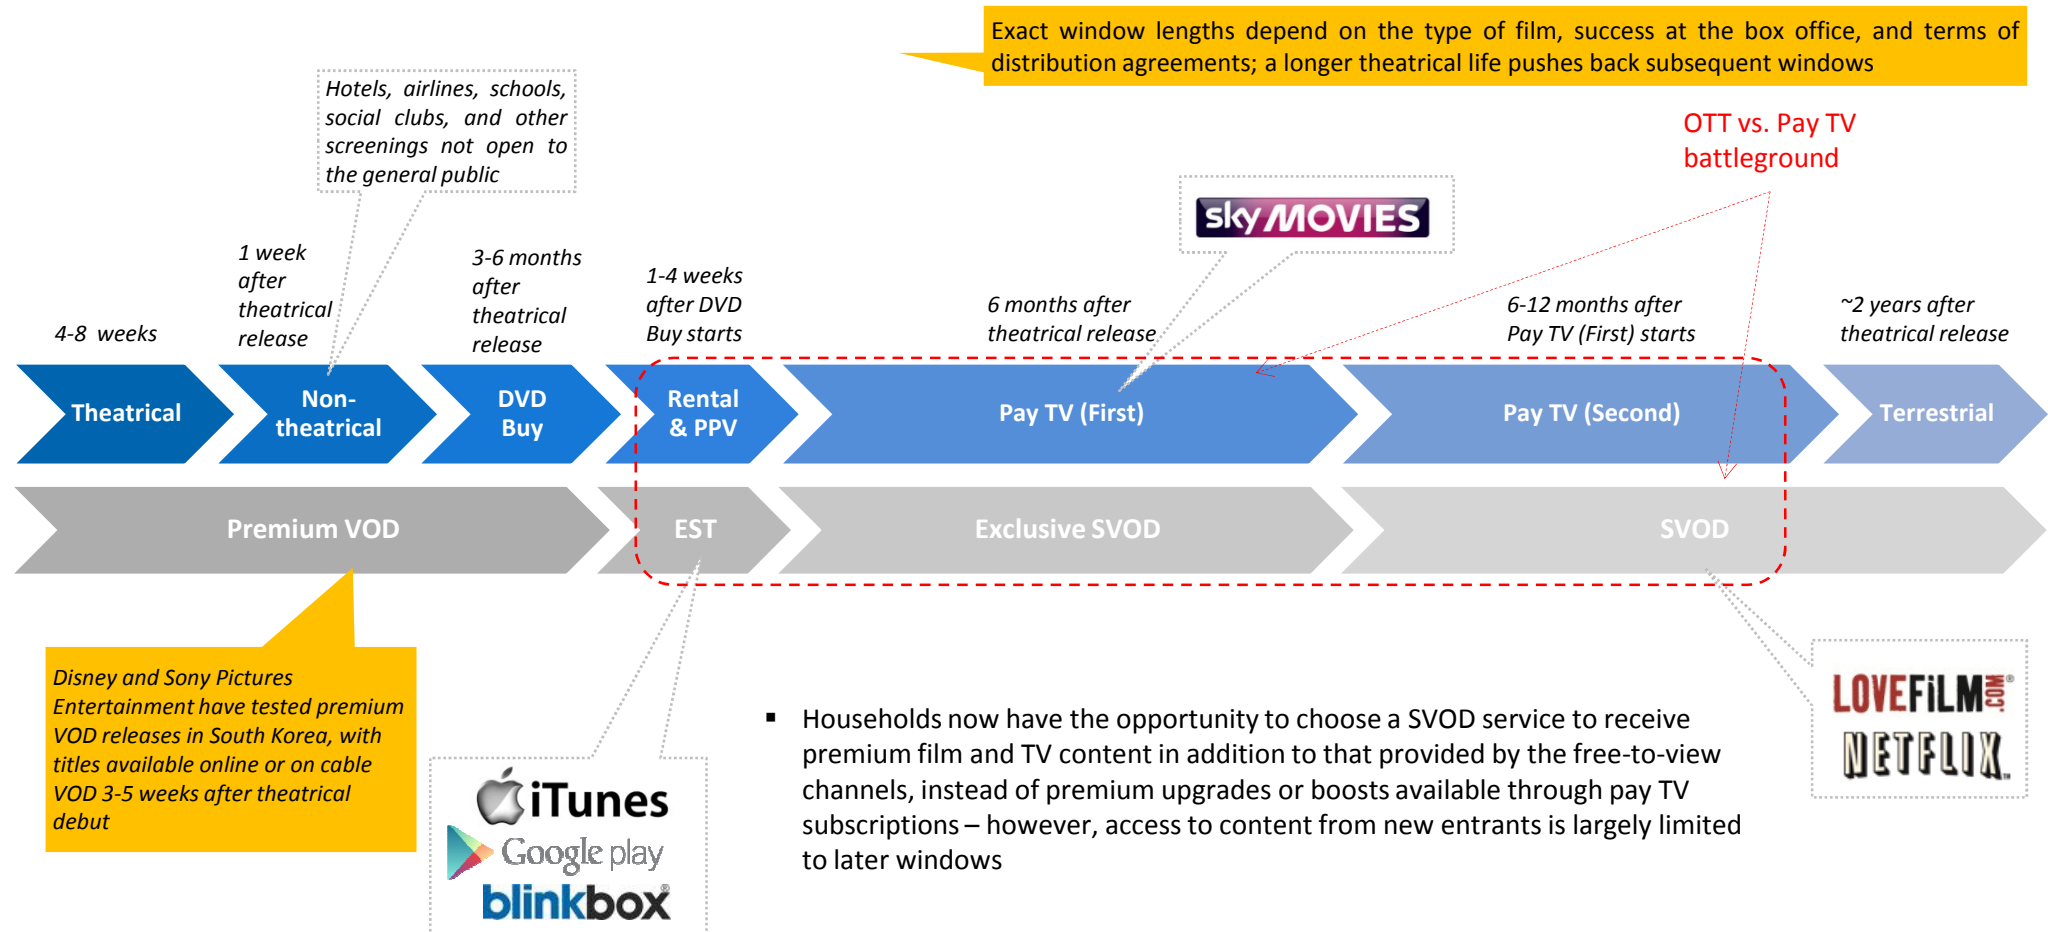 Exact window lengths depend on the type of film, success at the box office, and terms of
distribution agreements; a longer theatrical life pushes back subsequent windows
Hotels, airlines, schools,
social clubs, and other
screenings not open to
the general public
OTT vs. Pay TV
battleground
sky MOVIES
4-8 weeks
1 week
after
theatrical
release
3-6 months
after
theatrical
release
1-4 weeks
after DVD
Buy starts
6 months after
theatrical release
6-12 months after
Pay TV (First) starts
~2 years after
theatrical release
Theatrical
Non-
theatrical
DVD
Buy
Rental
& PPV
Pay TV (First)
Pay TV (Second)
Terrestrial
Premium VOD
EST
Exclusive SVOD
SVOD
Disney and Sony Pictures
Entertainment have tested premium
VOD releases in South Korea, with
titles available online or on cable
VOD 3-5 weeks after theatrical
debut
iTunes
Google play
blinkbox®
▪ Households now have the opportunity to choose a SVOD service to receive
premium film and TV content in addition to that provided by the free-to-view
channels, instead of premium upgrades or boosts available through pay TV
subscriptions – however, access to content from new entrants is largely limited
to later windows
LOVEFiLM.COM®
NETFLIX™